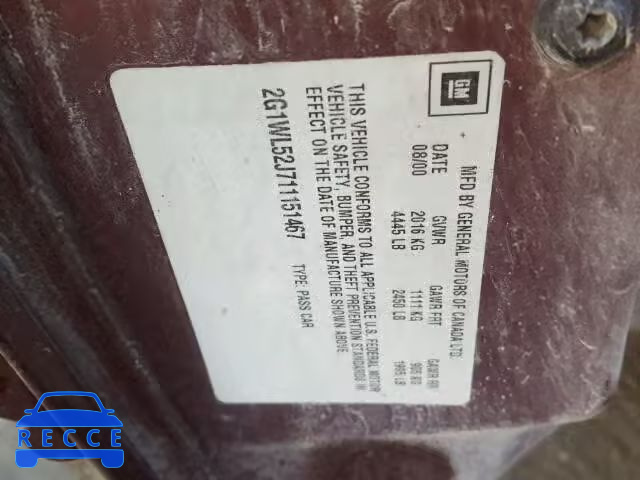 GM
MFD BY GENERAL MOTORS OF CANADA LTD.
DATE GVWR GAWR FRT GAWR RR
08/00 2016 KG 1111 KG 905 KG
4445 LB 2450 LB 1995 LB
THIS VEHICLE CONFORMS TO ALL APPLICABLE U.S. FEDERAL MOTOR
VEHICLE SAFETY, BUMPER, AND THEFT PREVENTION STANDARDS IN
EFFECT ON THE DATE OF MANUFACTURE SHOWN ABOVE.
2G1WL52J711151467 TYPE: PASS CAR
RECCE